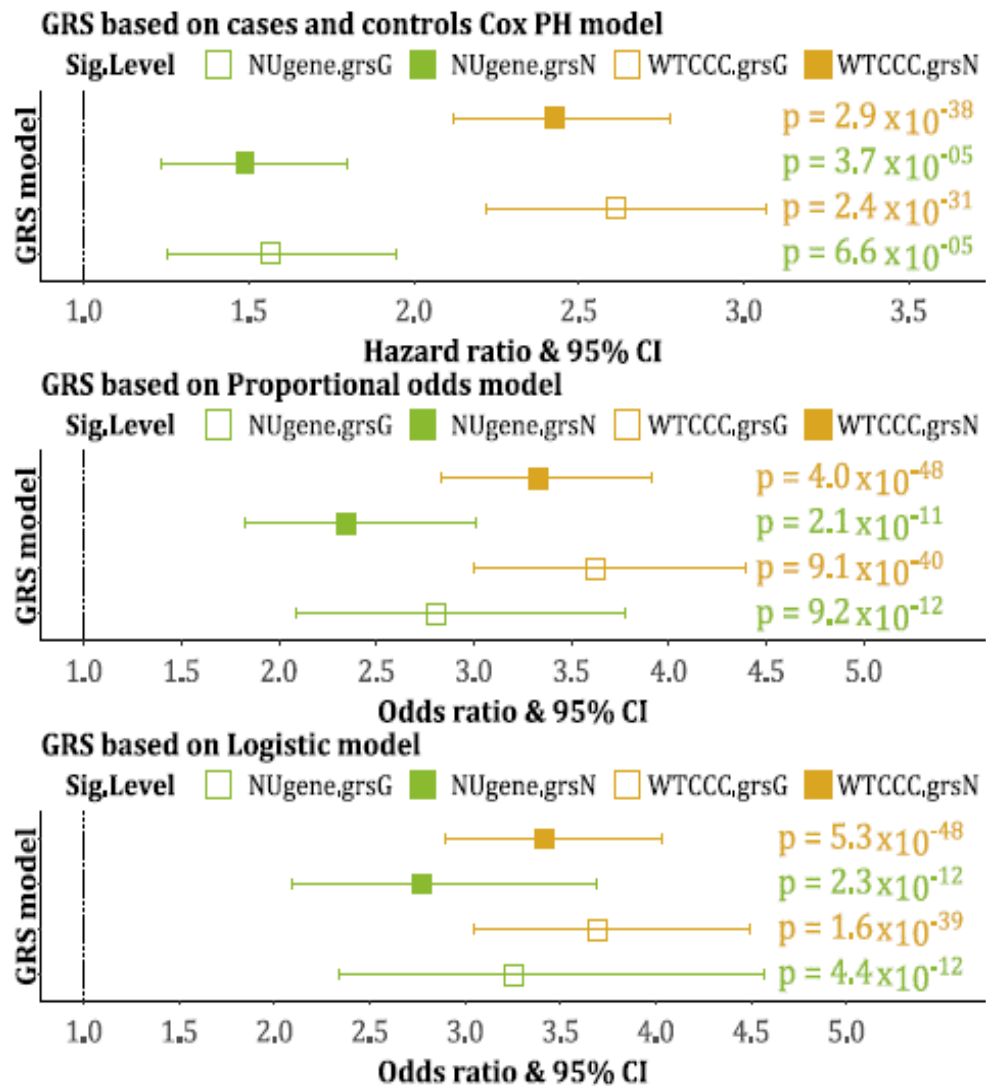 GRS based on cases and controls Cox PH model
Sig.Level NUgene.grsG NUgene.grsN WTCCC.grsG WTCCC.grsN
GRS model
p = 2.9 x10^-38
p = 3.7 x10^-05
p = 2.4 x10^-31
p = 6.6 x10^-05
1.0 1.5 2.0 2.5 3.0 3.5
Hazard ratio & 95% CI
GRS based on Proportional odds model
Sig.Level NUgene.grsG NUgene.grsN WTCCC.grsG WTCCC.grsN
GRS model
p = 4.0 x10^-48
p = 2.1 x10^-11
p = 9.1 x10^-40
p = 9.2 x10^-12
1.0 1.5 2.0 2.5 3.0 3.5 4.0 4.5 5.0
Odds ratio & 95% CI
GRS based on Logistic model
Sig.Level NUgene.grsG NUgene.grsN WTCCC.grsG WTCCC.grsN
GRS model
p = 5.3 x10^-48
p = 2.3 x10^-12
p = 1.6 x10^-39
p = 4.4 x10^-12
1.0 1.5 2.0 2.5 3.0 3.5 4.0 4.5 5.0
Odds ratio & 95% CI